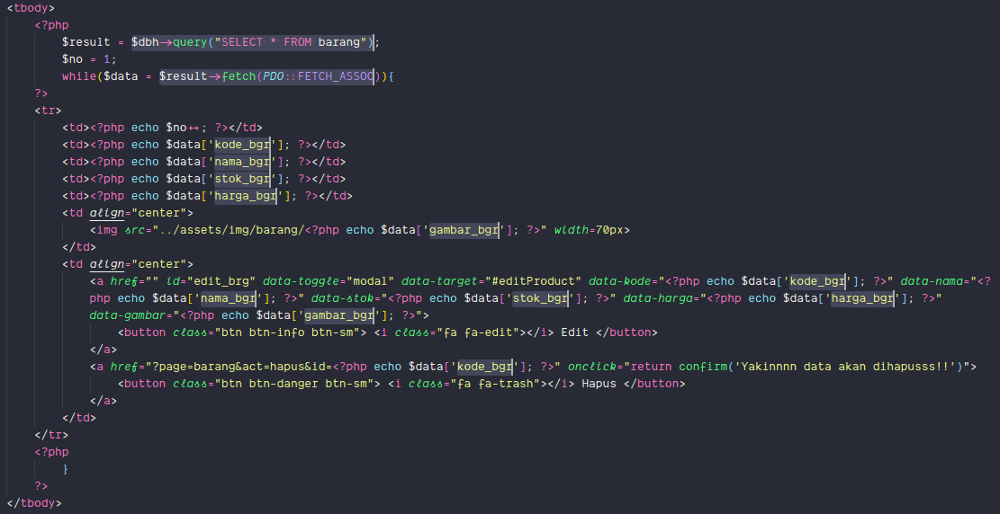 <tbody>
<?php
$result = $dbh->query("SELECT * FROM barang");
$no = 1;
while($data = $result->fetch(PDO::FETCH_ASSOC)){
?>
<tr>
<td><?php echo $no++; ?></td>
<td><?php echo $data['kode_bgr']; ?></td>
<td><?php echo $data['nama_bgr']; ?></td>
<td><?php echo $data['stok_bgr']; ?></td>
<td><?php echo $data['harga_bgr']; ?></td>
<td align="center">
<img src="../assets/img/barang/<?php echo $data['gambar_bgr']; ?>" width=70px>
</td>
<td align="center">
<a href="" id="edit_brg" data-toggle="modal" data-target="#editProduct" data-kode="<?php echo $data['kode_bgr']; ?>" data-nama="<?
php echo $data['nama_bgr']; ?>" data-stok="<?php echo $data['stok_bgr']; ?>" data-harga="<?php echo $data['harga_bgr']; ?>"
data-gambar="<?php echo $data['gambar_bgr']; ?>">
<button class="btn btn-info btn-sm"> <i class="fa fa-edit"></i> Edit </button>
</a>
<a href="?page=barang&act=hapus&id=<?php echo $data['kode_bgr']; ?>" onclick="return confirm('Yakinnnn data akan dihapusss!!')">
<button class="btn btn-danger btn-sm"> <i class="fa fa-trash"></i> Hapus </button>
</a>
</td>
</tr>
<?php
}
?>
</tbody>